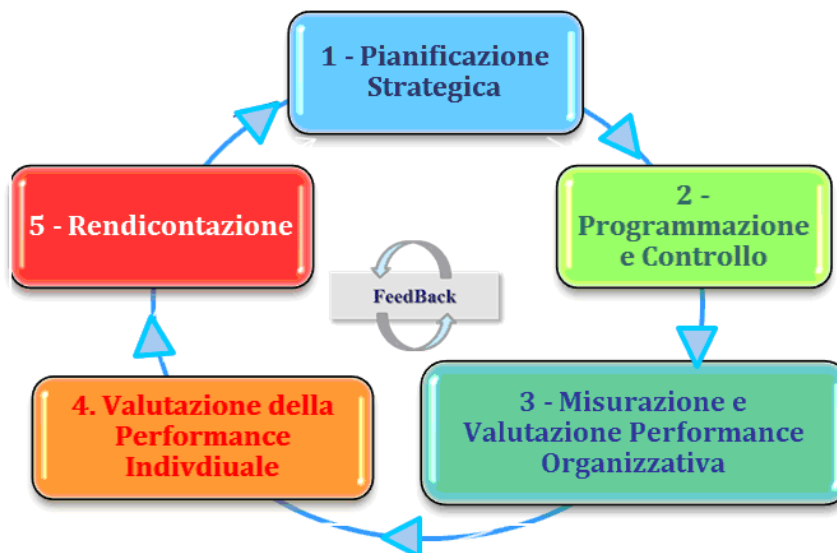 1 - Pianificazione
Strategica
2 -
Programmazione
e Controllo
3 - Misurazione e
Valutazione Performance
Organizzativa
4. Valutazione della
Performance
Indivdiuale
5 - Rendicontazione
FeedBack